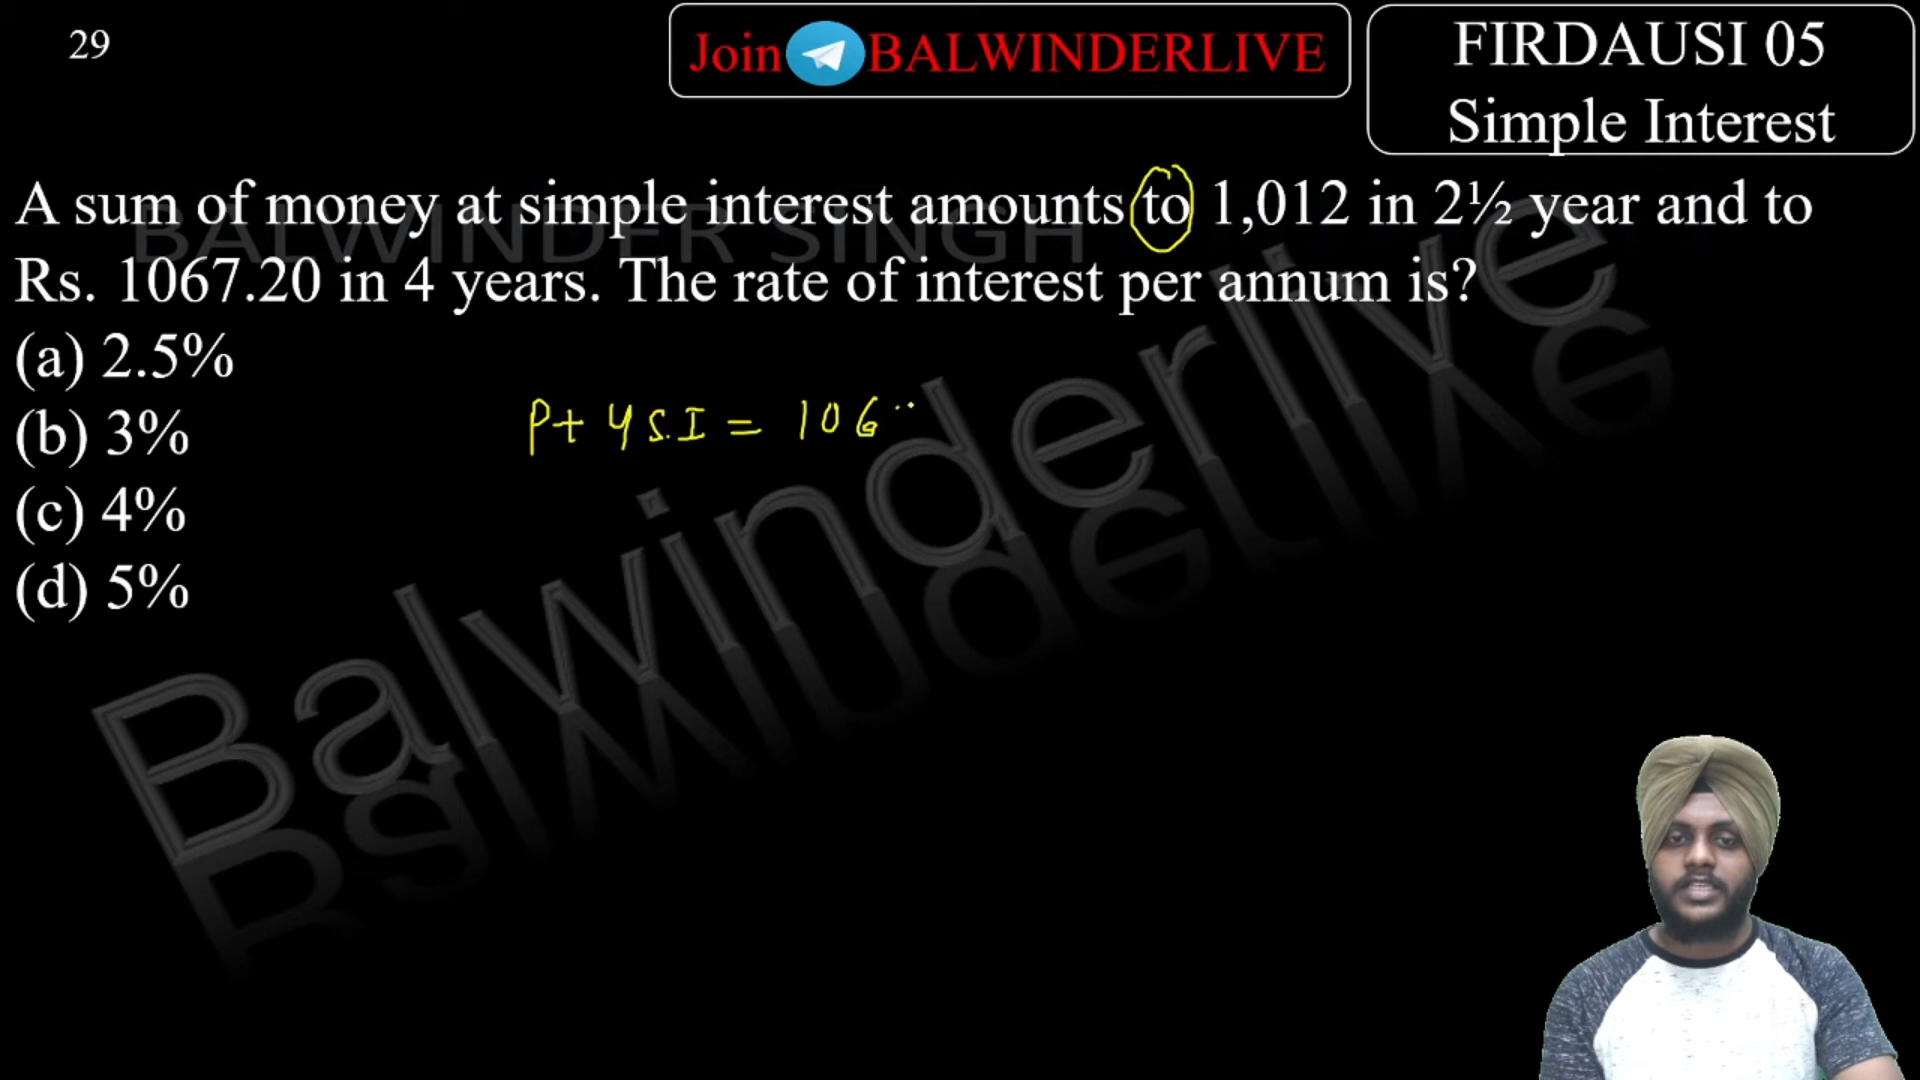 29
Join BALWINDERLIVE
FIRDAUSI 05
Simple Interest
A sum of money at simple interest amounts to 1,012 in 2½ year and to
Rs. 1067.20 in 4 years. The rate of interest per annum is?
(a) 2.5%
(b) 3%
(c) 4%
(d) 5%
P+ 4 S.I = 106
BALWINDER SINGH
Balwinderlive